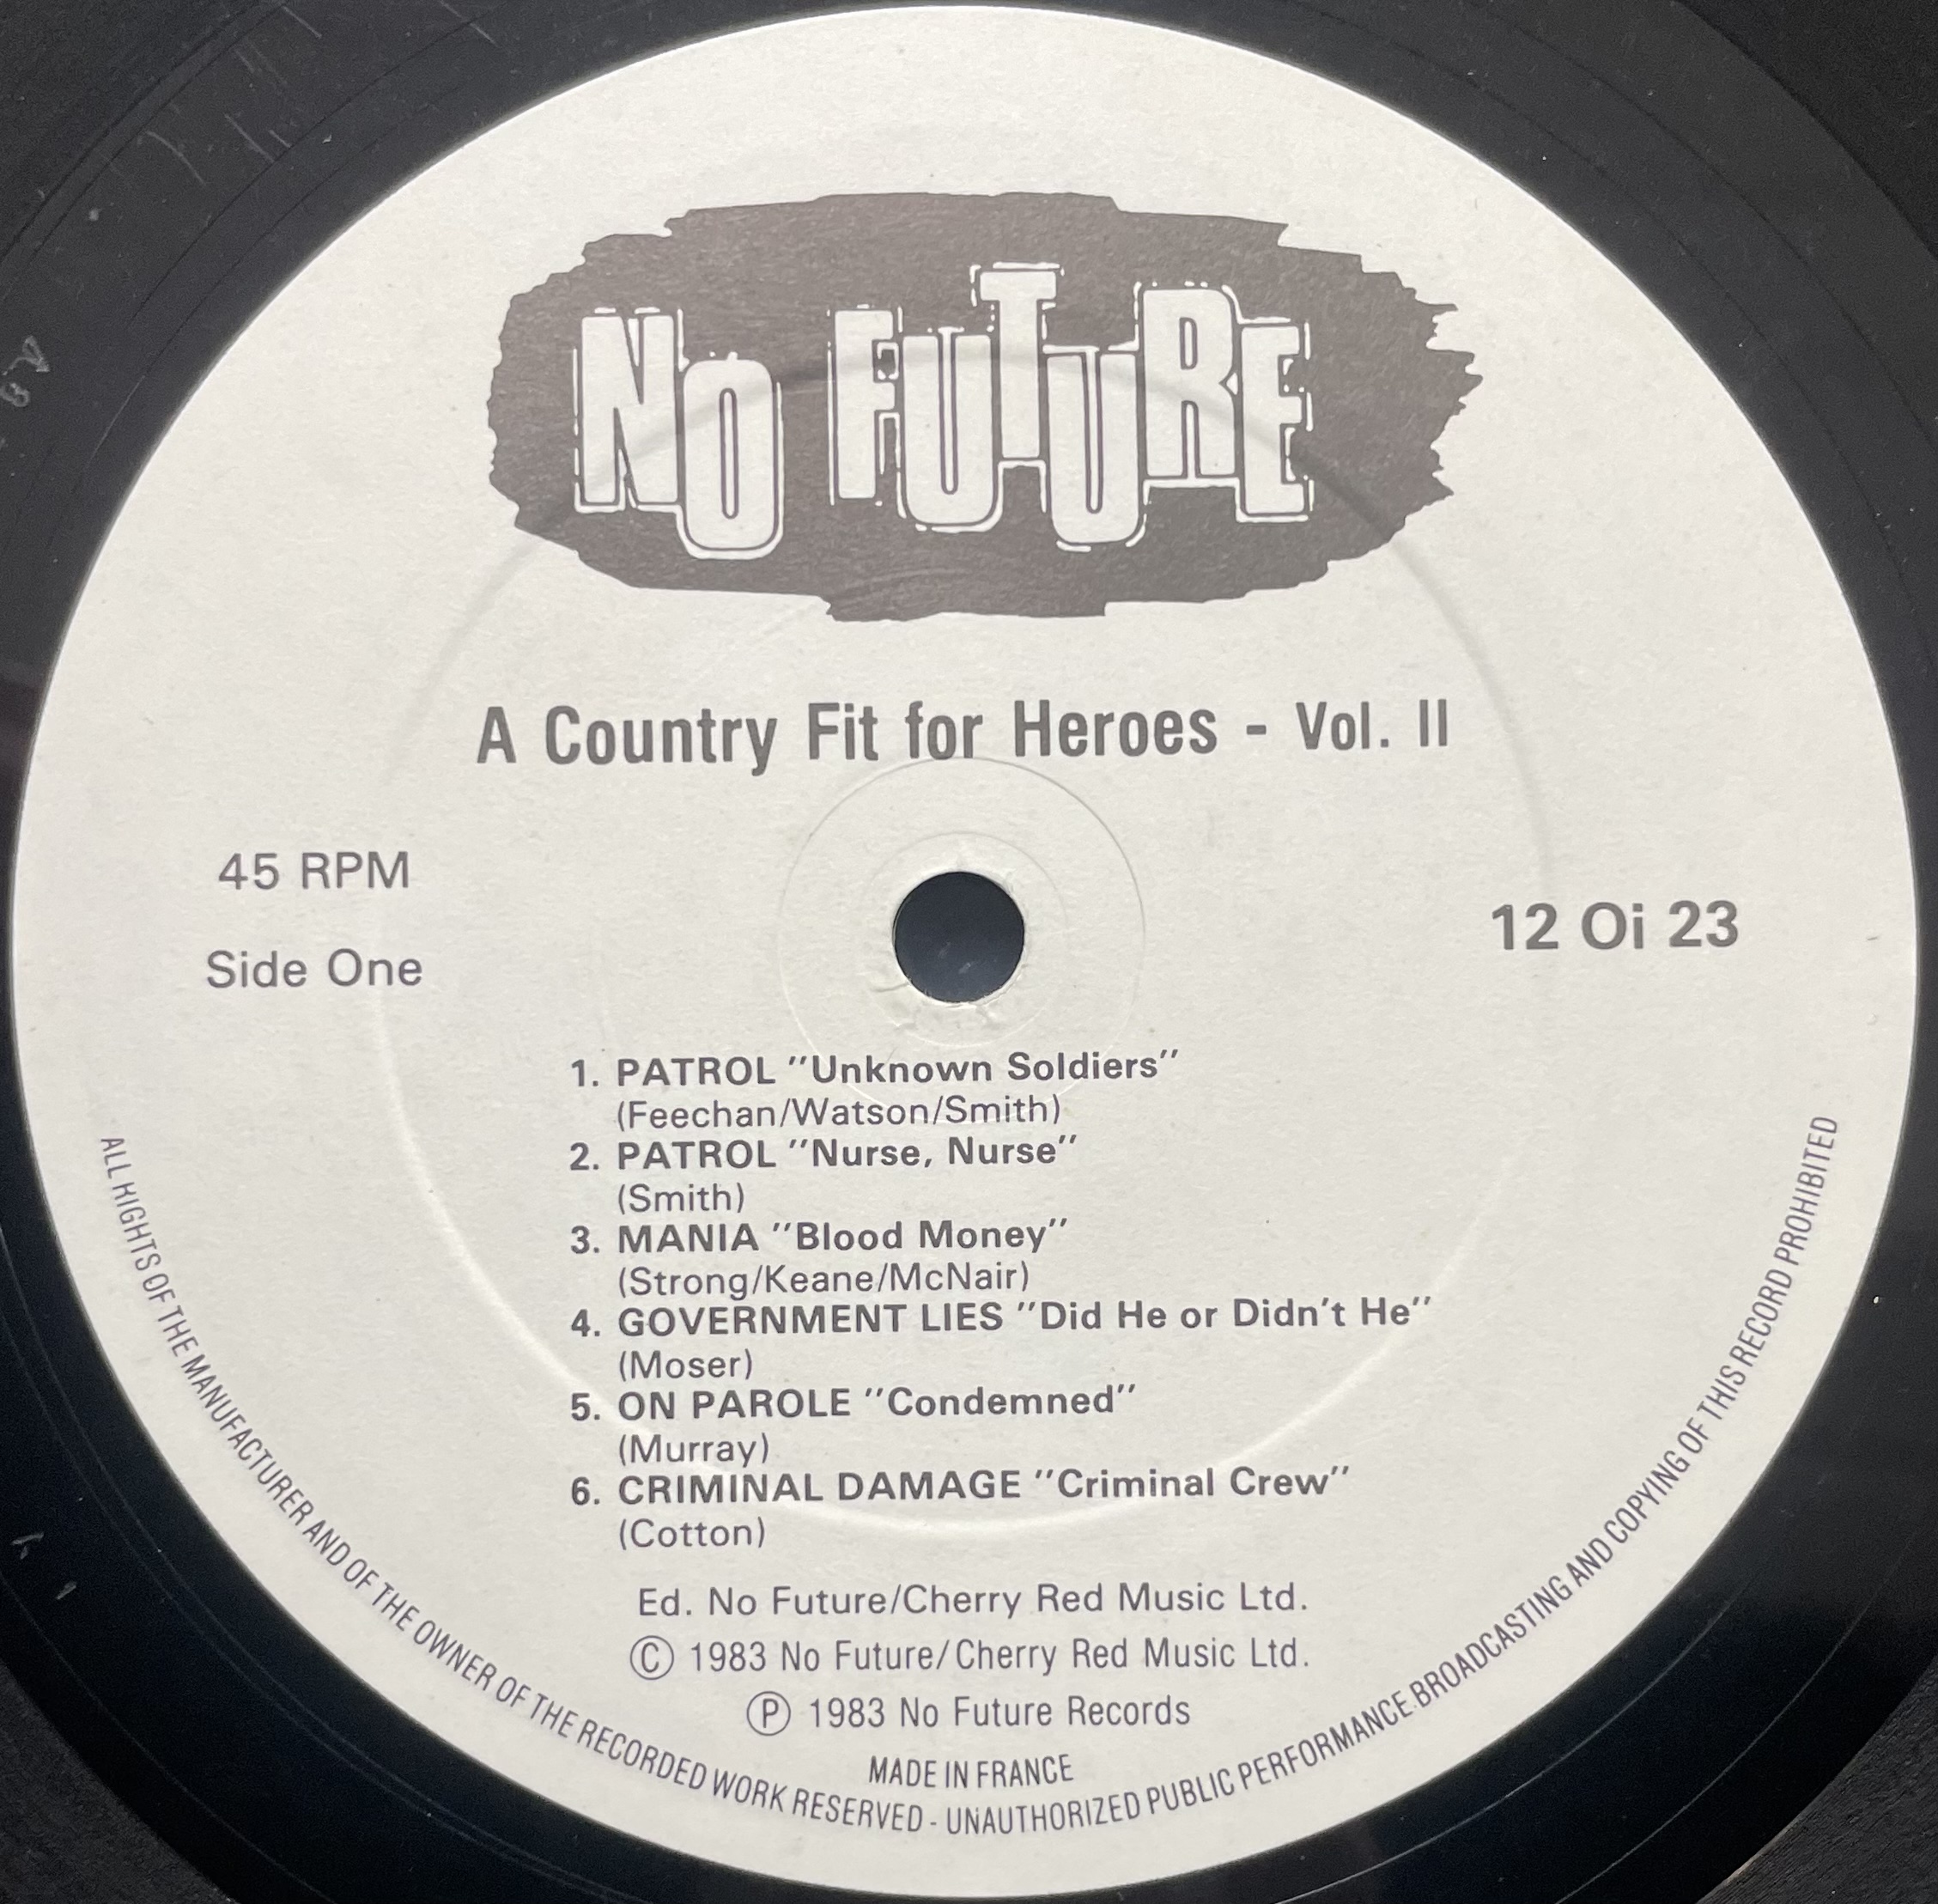 NO FUTURE
A Country Fit for Heroes - Vol. II
45 RPM
Side One
12 Oi 23
1. PATROL "Unknown Soldiers"
(Feechan/Watson/Smith)
2. PATROL "Nurse, Nurse"
(Smith)
3. MANIA "Blood Money"
(Strong/Keane/McNair)
4. GOVERNMENT LIES "Did He or Didn't He"
(Moser)
5. ON PAROLE "Condemned"
(Murray)
6. CRIMINAL DAMAGE "Criminal Crew"
(Cotton)
Ed. No Future/Cherry Red Music Ltd.
© 1983 No Future/Cherry Red Music Ltd.
℗ 1983 No Future Records
MADE IN FRANCE
ALL RIGHTS OF THE MANUFACTURER AND OF THE OWNER OF THE RECORDED WORK RESERVED - UNAUTHORIZED PUBLIC PERFORMANCE BROADCASTING AND COPYING OF THIS RECORD PROHIBITED